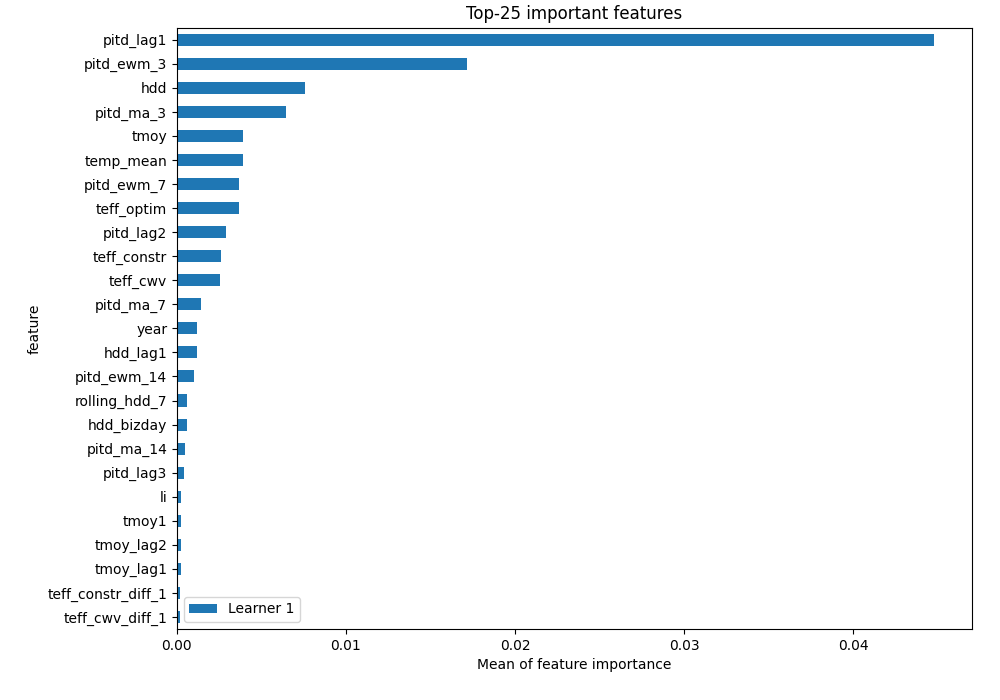 Top-25 important features
pitd_lag1
pitd_ewm_3
hdd
pitd_ma_3
tmoy
temp_mean
pitd_ewm_7
teff_optim
pitd_lag2
teff_constr
teff_cwv
pitd_ma_7
year
hdd_lag1
pitd_ewm_14
rolling_hdd_7
hdd_bizday
pitd_ma_14
pitd_lag3
li
tmoy1
tmoy_lag2
tmoy_lag1
teff_constr_diff_1
teff_cwv_diff_1
feature
Learner 1
0.00 0.01 0.02 0.03 0.04
Mean of feature importance